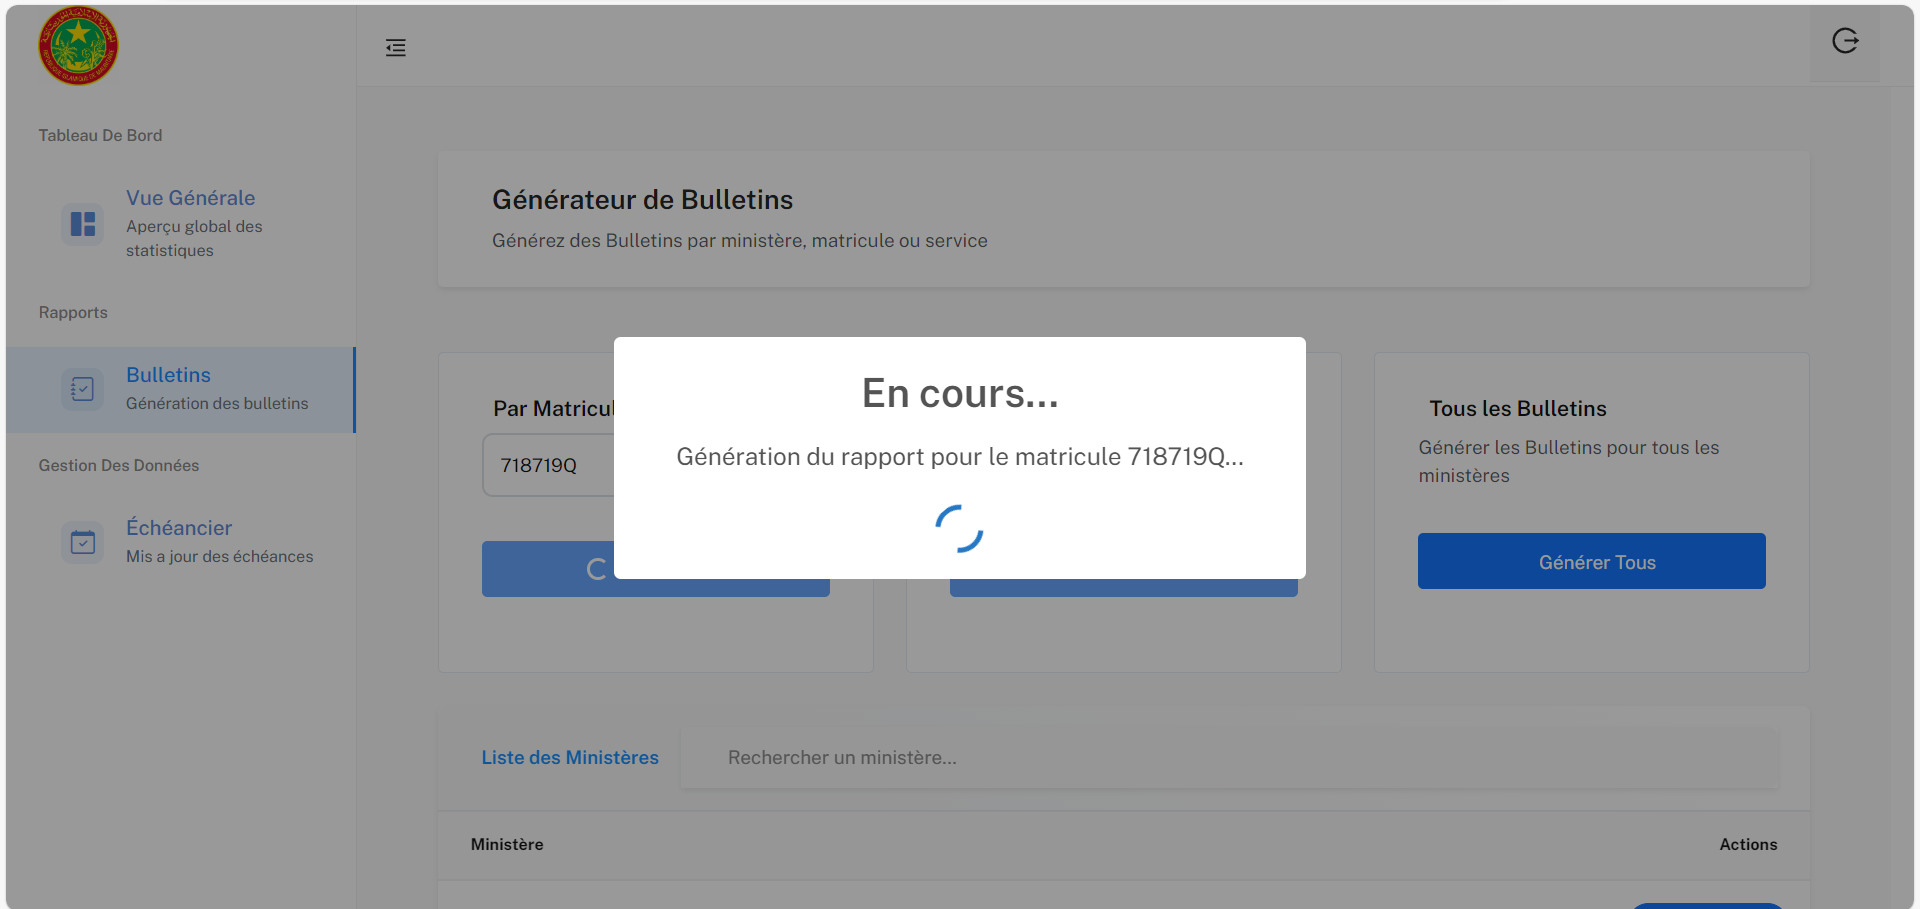 Tableau De Bord
Vue Générale
Aperçu global des
statistiques
Rapports
Bulletins
Génération des bulletins
Gestion Des Données
Échéancier
Mis a jour des échéances
Générateur de Bulletins
Générez des Bulletins par ministère, matricule ou service
Par Matricul
718719Q
En cours...
Génération du rapport pour le matricule 718719Q...
Tous les Bulletins
Générer les Bulletins pour tous les
ministères
Générer Tous
Liste des Ministères
Rechercher un ministère...
Ministère
Actions